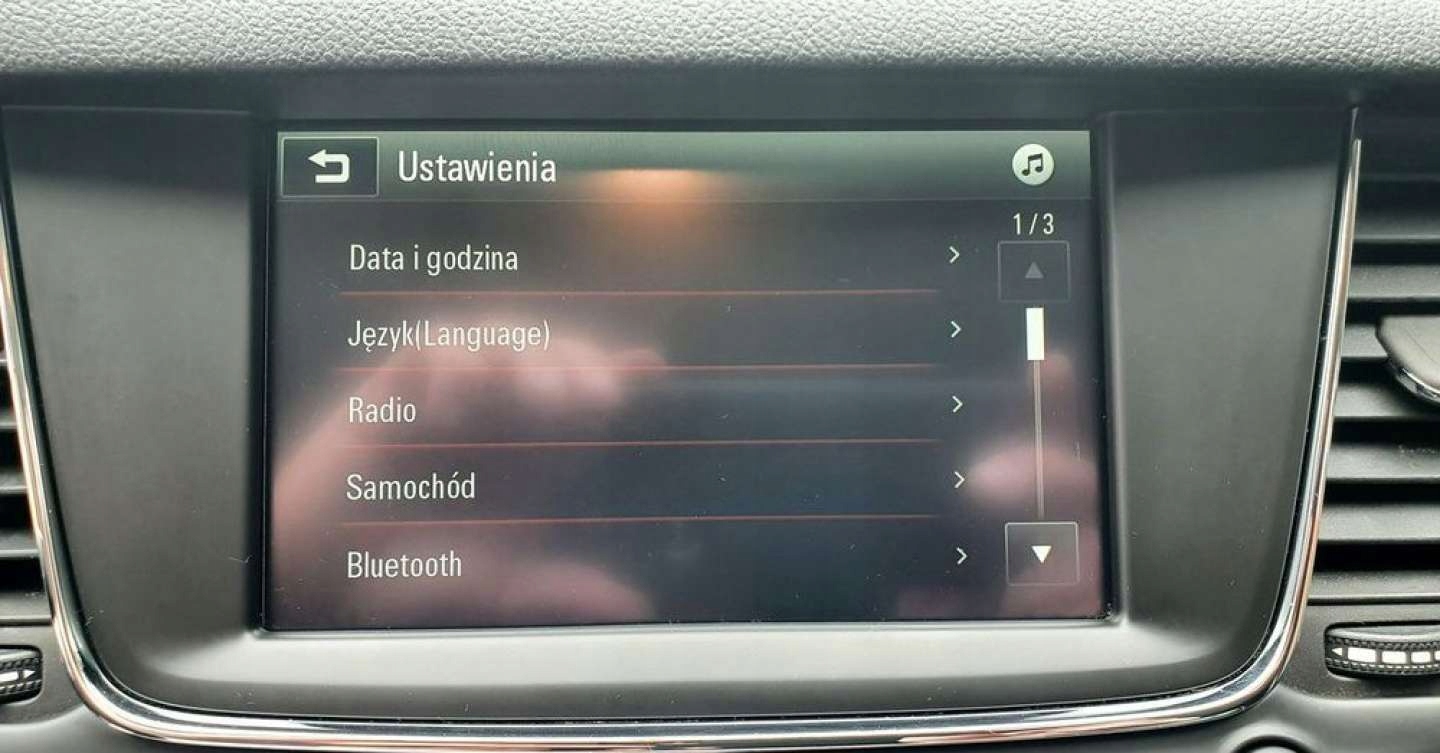 Ustawienia
1 / 3
Data i godzina
Język(Language)
Radio
Samochód
Bluetooth